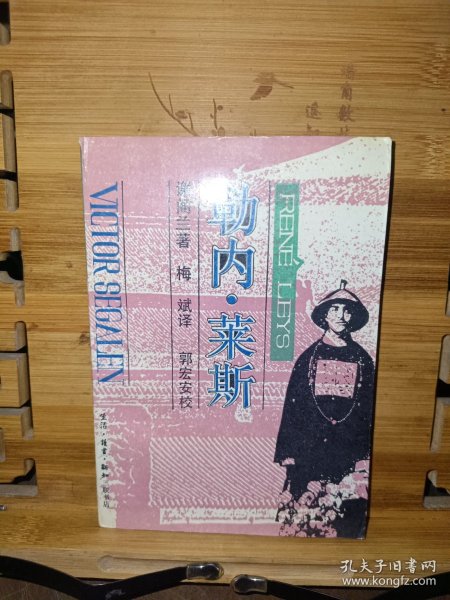 RENÉ LEYS
勒内·莱斯
谢阁兰著 梅 斌译 郭宏安校
VICTOR SEGALEN
生活·读书·新知
三联书店
孔夫子旧书网
www.kongfz.com